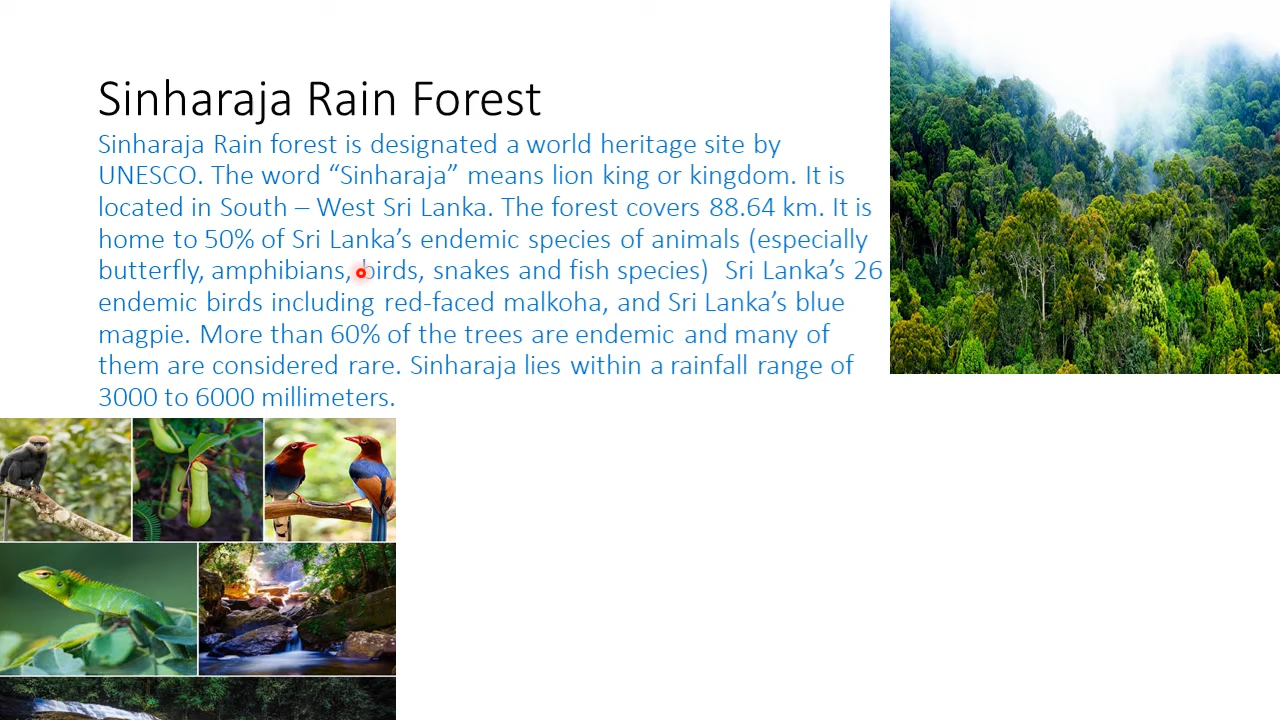 Sinharaja Rain Forest
Sinharaja Rain forest is designated a world heritage site by
UNESCO. The word “Sinharaja” means lion king or kingdom. It is
located in South – West Sri Lanka. The forest covers 88.64 km. It is
home to 50% of Sri Lanka’s endemic species of animals (especially
butterfly, amphibians, birds, snakes and fish species)  Sri Lanka’s 26
endemic birds including red-faced malkoha, and Sri Lanka’s blue
magpie. More than 60% of the trees are endemic and many of
them are considered rare. Sinharaja lies within a rainfall range of
3000 to 6000 millimeters.